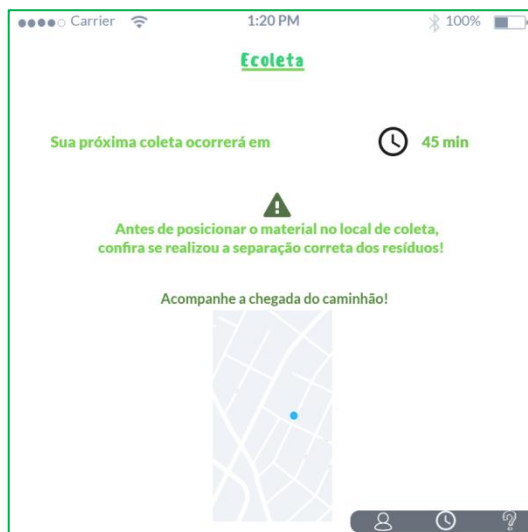 Carrier 1:20 PM 100%
Ecoleta
Sua próxima coleta ocorrerá em 45 min
Antes de posicionar o material no local de coleta,
confira se realizou a separação correta dos resíduos!
Acompanhe a chegada do caminhão!